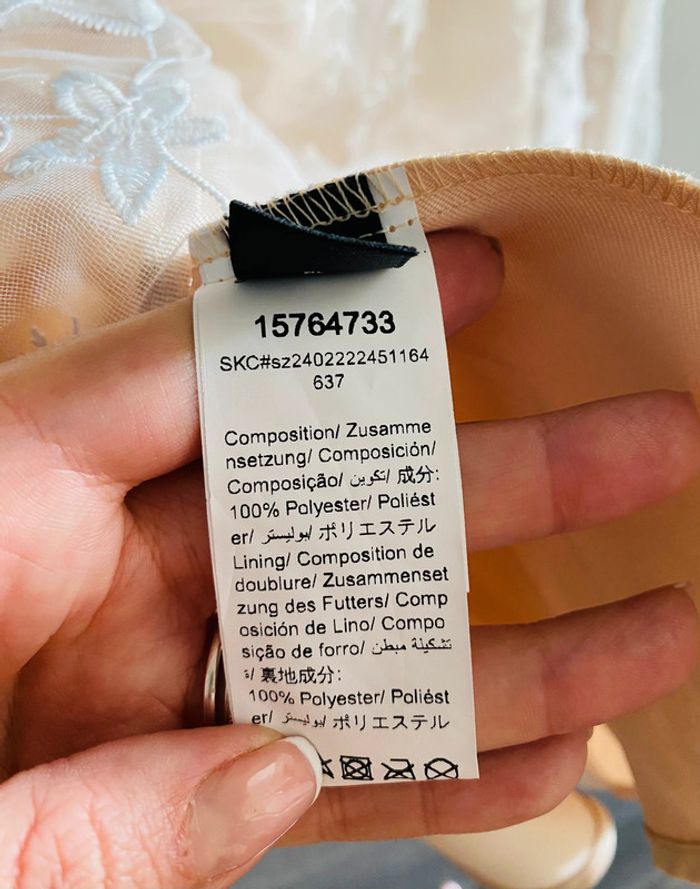 15764733
SKC#sz2402222451164
637
Composition/ Zusamme
nsetzung/ Composición/
Composição/ تكوين/ 成分:
100% Polyester/ Poliést
er/ بوليستر/ ポリエステル
Lining/ Composition de
doublure/ Zusammenset
zung des Futters/ Comp
osición de Lino/ Compo
sição de forro/ تشكيلة مبطن
ة/ 裏地成分:
100% Polyester/ Poliést
er/ بوليستر/ ポリエステル